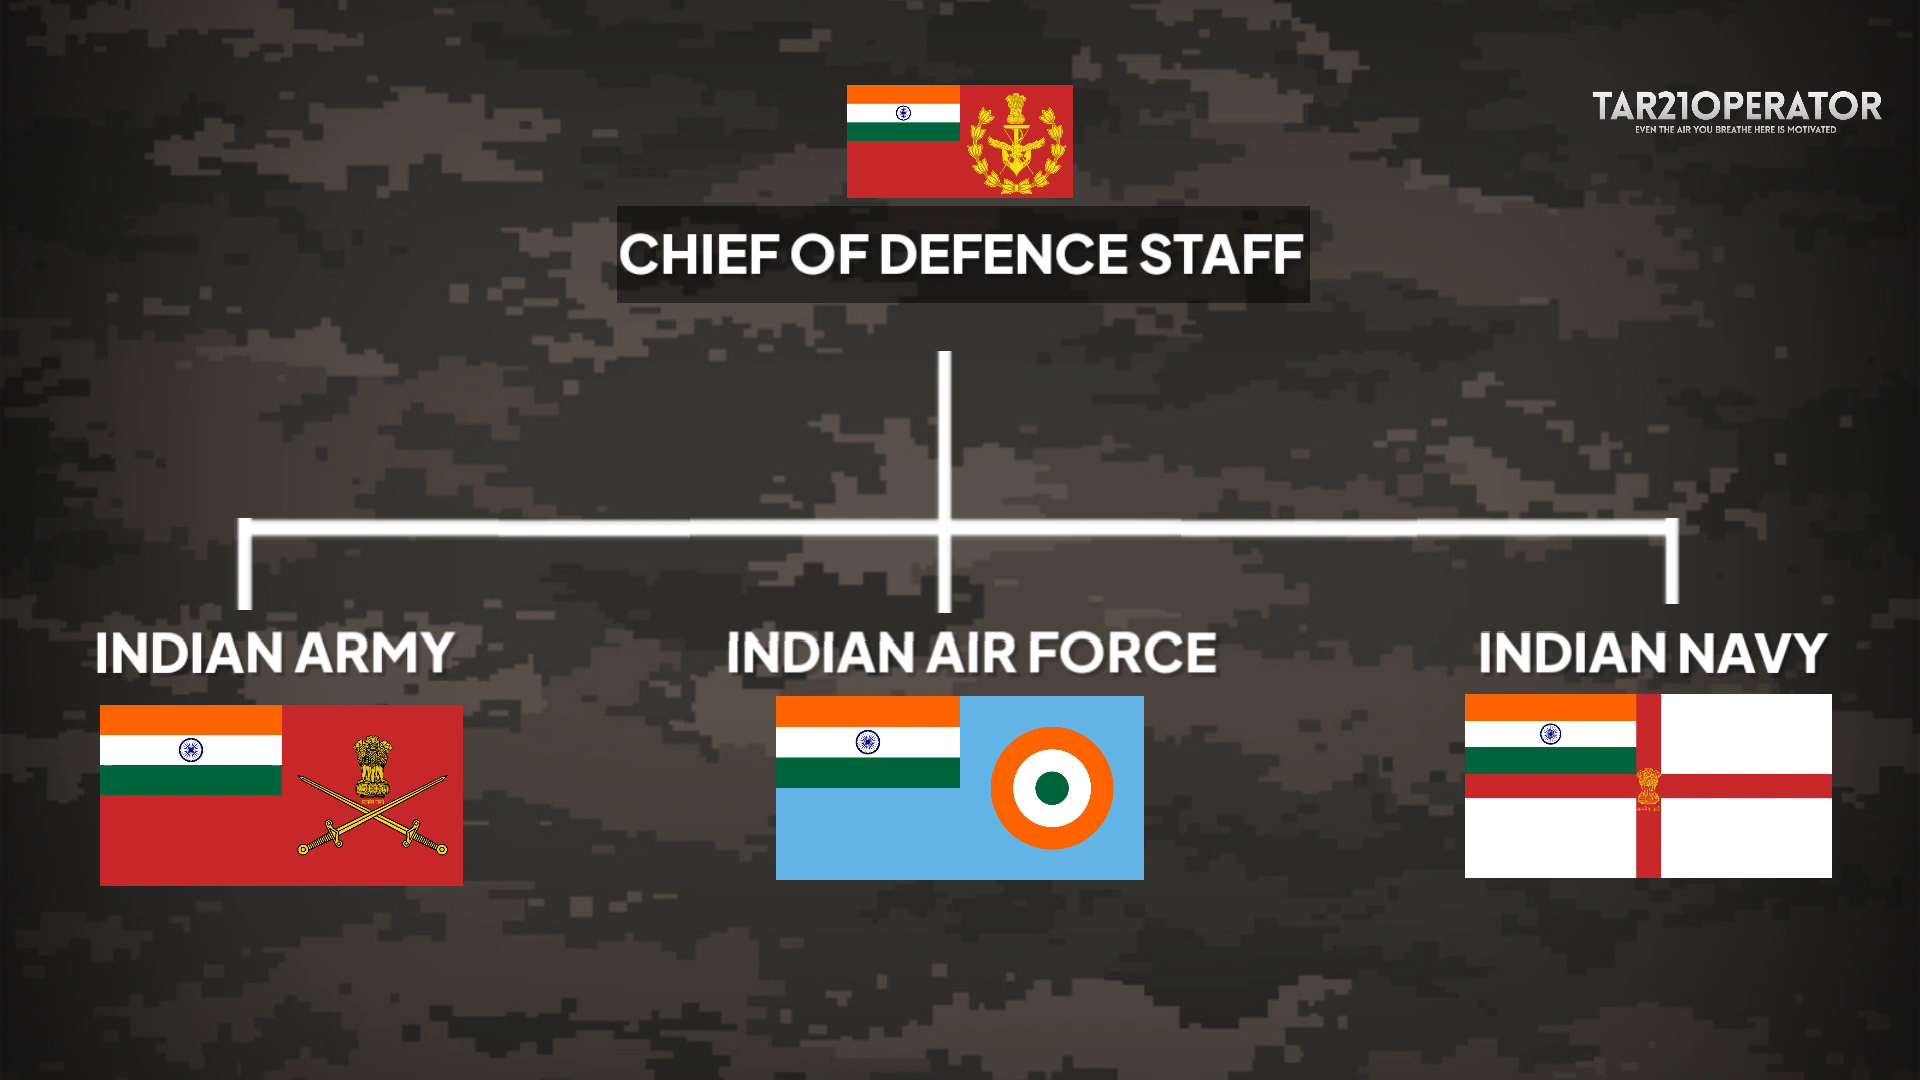 TAR21OPERATOR
EVEN THE AIR YOU BREATHE HERE IS MOTIVATED
CHIEF OF DEFENCE STAFF
INDIAN ARMY
INDIAN AIR FORCE
INDIAN NAVY